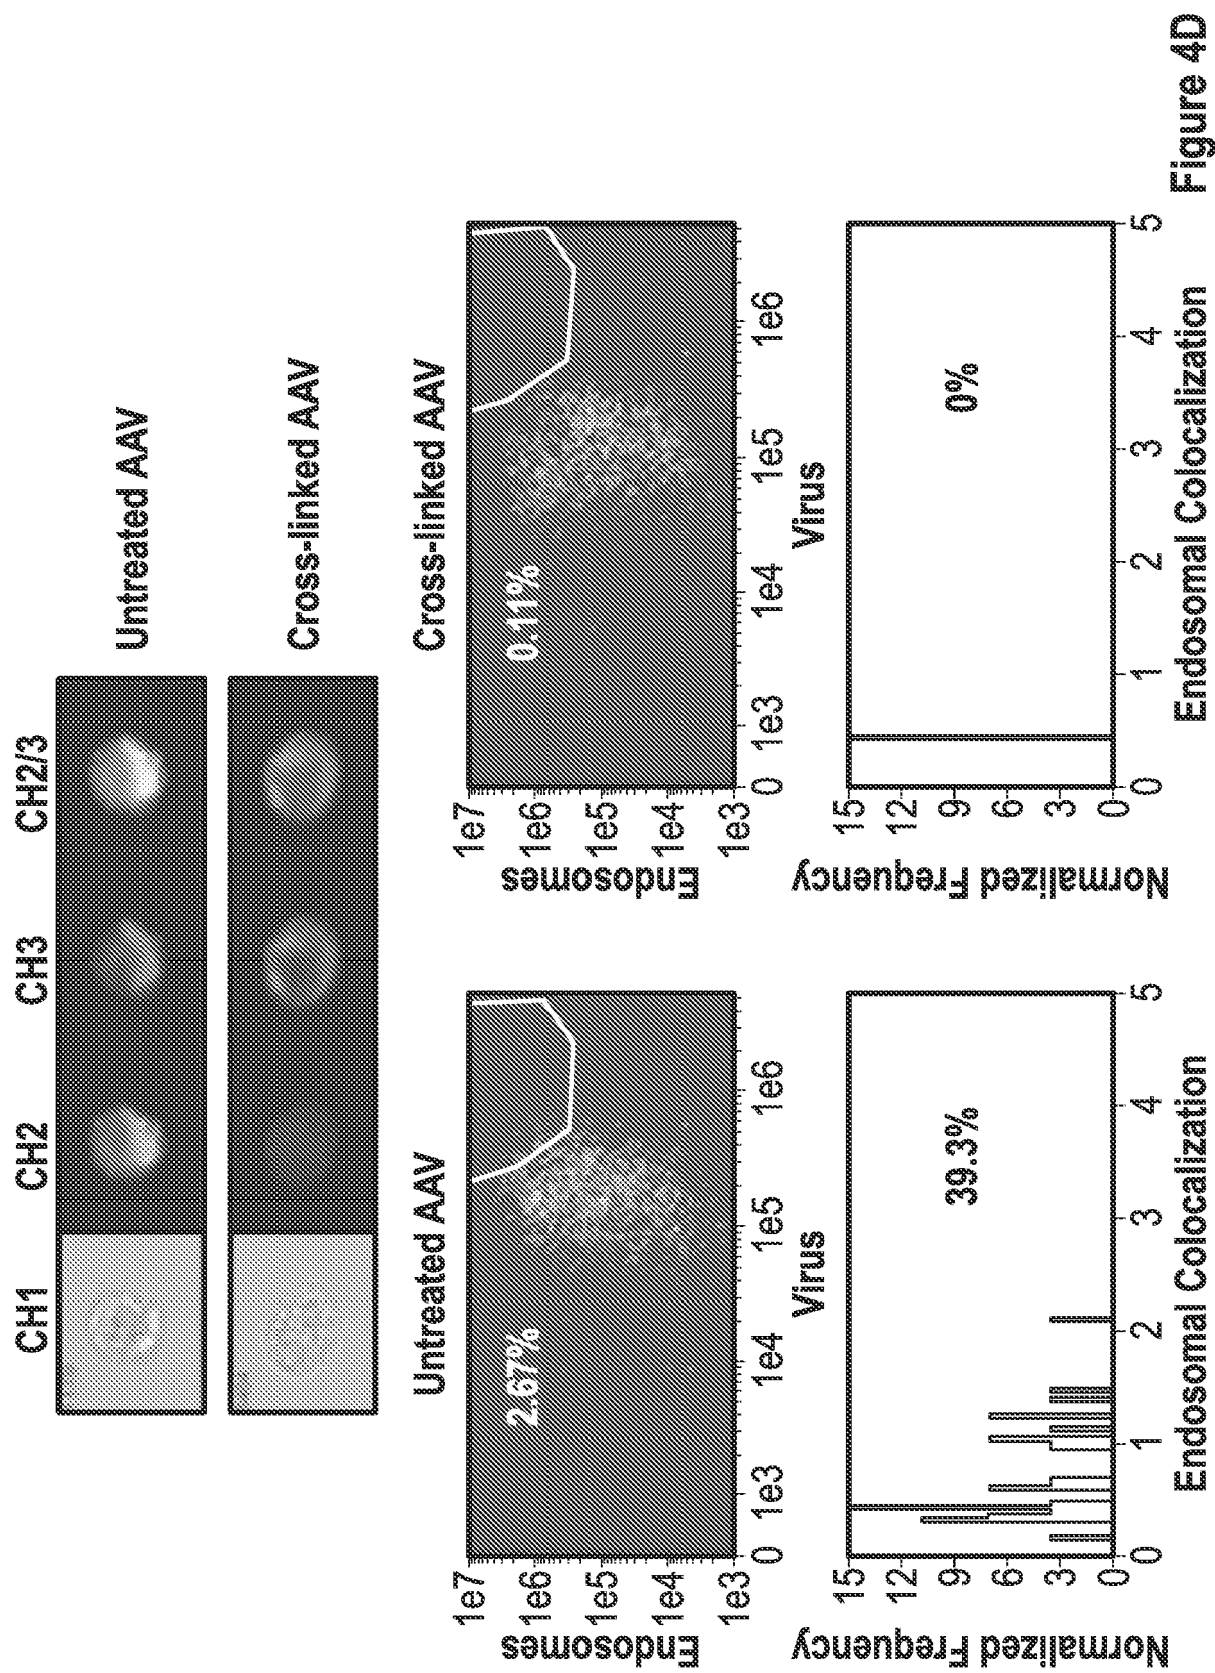 CH1 CH2 CH3 CH2/3
Untreated AAV
Cross-linked AAV
Untreated AAV
Endosomes
1e7
1e6
1e5
1e4
1e3
2.67%
0 1e3 1e4 1e5 1e6
Virus
Cross-linked AAV
Endosomes
1e7
1e6
1e5
1e4
1e3
0.11%
0 1e3 1e4 1e5 1e6
Virus
Normalized Frequency
15
12
9
6
3
0
39.3%
0 1 2 3 4 5
Endosomal Colocalization
Normalized Frequency
15
12
9
6
3
0
0%
0 1 2 3 4 5
Endosomal Colocalization
Figure 4D